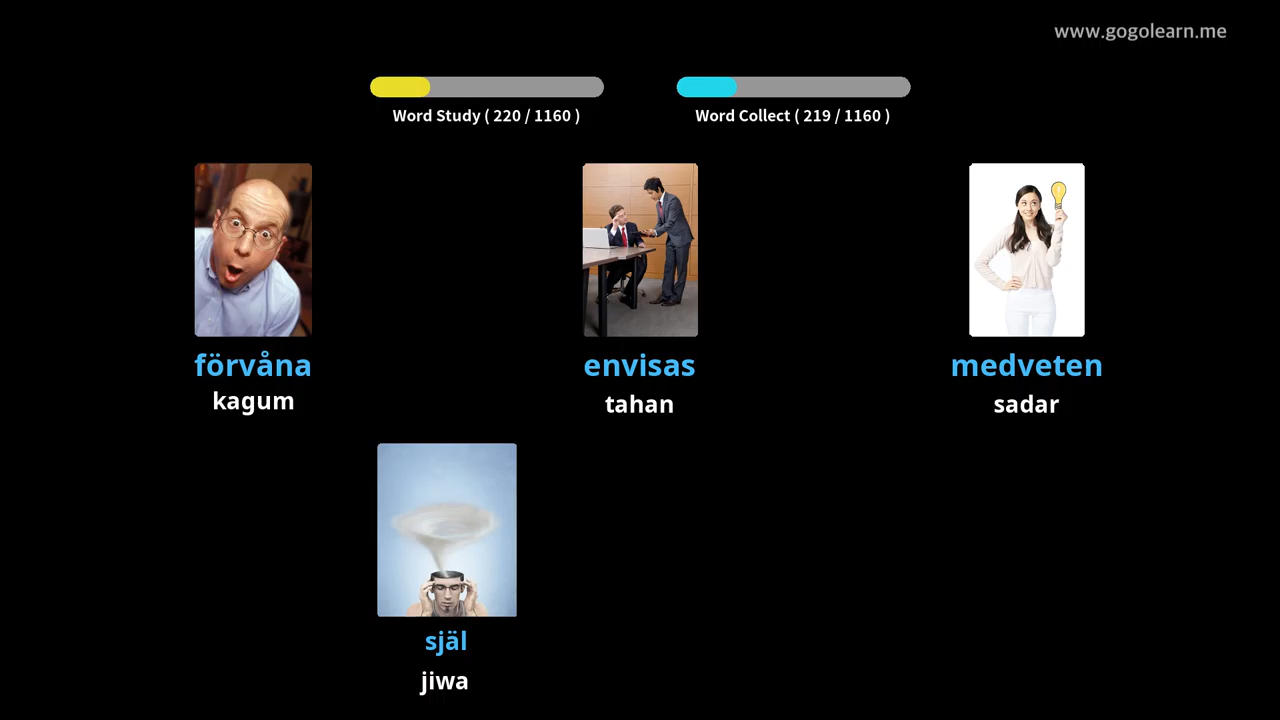 www.gogolearn.me
Word Study ( 220 / 1160 )
Word Collect ( 219 / 1160 )
förvåna
kagum
envisas
tahan
medveten
sadar
själ
jiwa